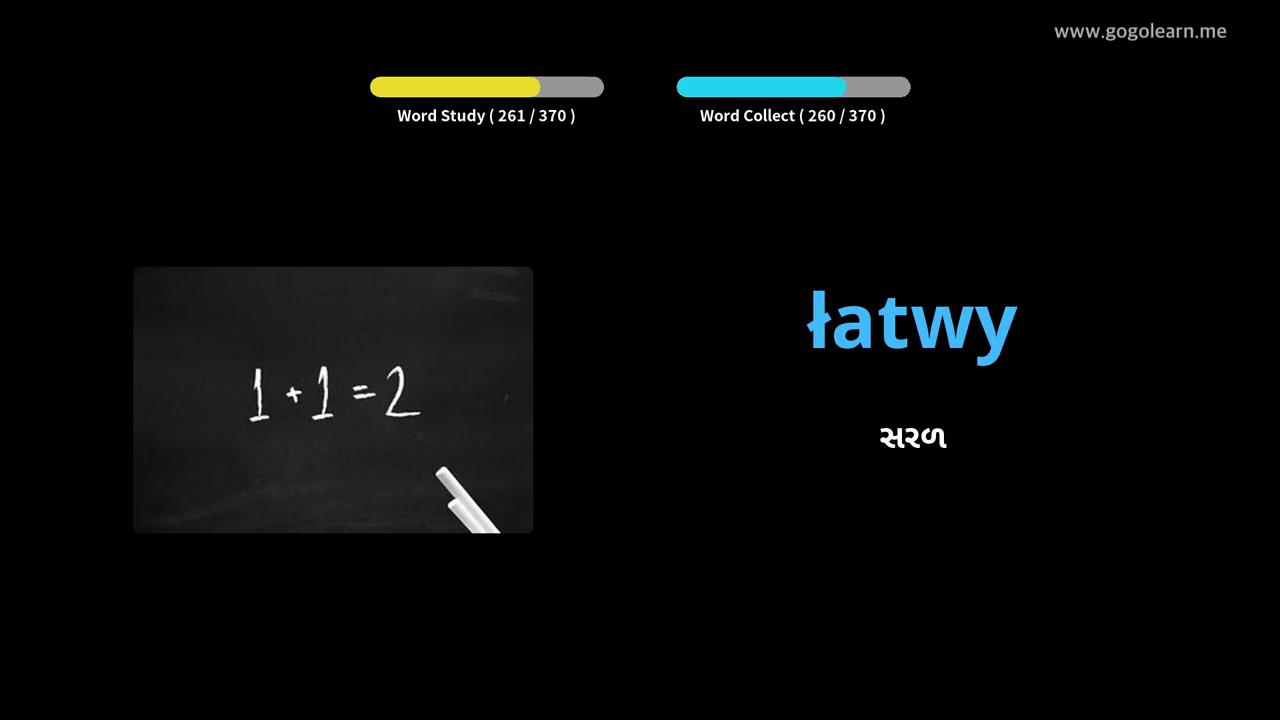 www.gogolearn.me
Word Study ( 261 / 370 )
Word Collect ( 260 / 370 )
1 + 1 = 2
łatwy
સરળ